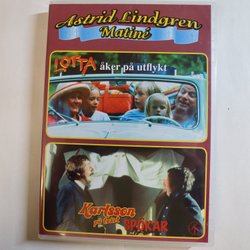 Astrid Lindgren
Matiné
LOTTA åker på utflykt
Karlsson
på taket SPÖKAR